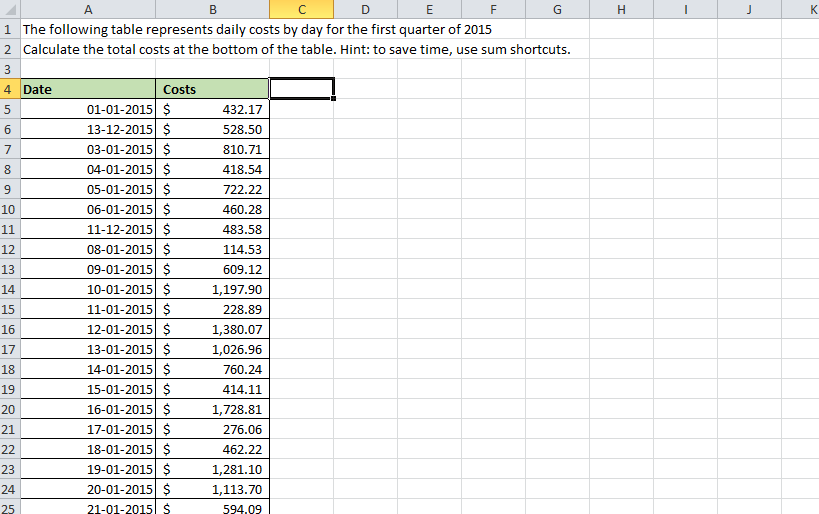 A B C D E F G H I J K
1 The following table represents daily costs by day for the first quarter of 2015
2 Calculate the total costs at the bottom of the table. Hint: to save time, use sum shortcuts.
3
4 Date Costs
5 01-01-2015 $ 432.17
6 13-12-2015 $ 528.50
7 03-01-2015 $ 810.71
8 04-01-2015 $ 418.54
9 05-01-2015 $ 722.22
10 06-01-2015 $ 460.28
11 11-12-2015 $ 483.58
12 08-01-2015 $ 114.53
13 09-01-2015 $ 609.12
14 10-01-2015 $ 1,197.90
15 11-01-2015 $ 228.89
16 12-01-2015 $ 1,380.07
17 13-01-2015 $ 1,026.96
18 14-01-2015 $ 760.24
19 15-01-2015 $ 414.11
20 16-01-2015 $ 1,728.81
21 17-01-2015 $ 276.06
22 18-01-2015 $ 462.22
23 19-01-2015 $ 1,281.10
24 20-01-2015 $ 1,113.70
25 21-01-2015 $ 594.09